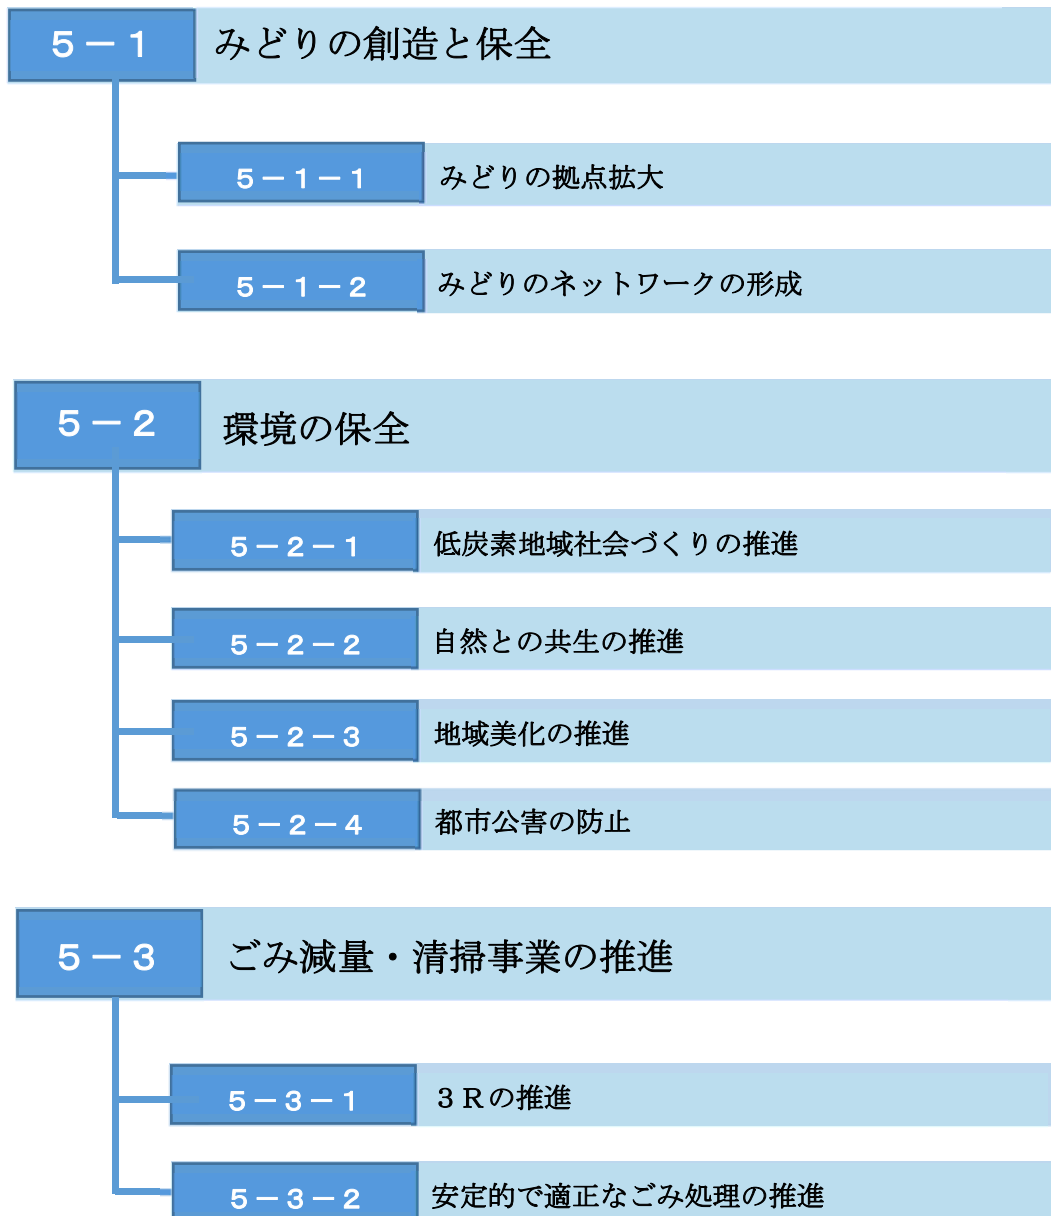 5－1 みどりの創造と保全
5－1－1 みどりの拠点拡大
5－1－2 みどりのネットワークの形成
5－2 環境の保全
5－2－1 低炭素地域社会づくりの推進
5－2－2 自然との共生の推進
5－2－3 地域美化の推進
5－2－4 都市公害の防止
5－3 ごみ減量・清掃事業の推進
5－3－1 3Rの推進
5－3－2 安定的で適正なごみ処理の推進